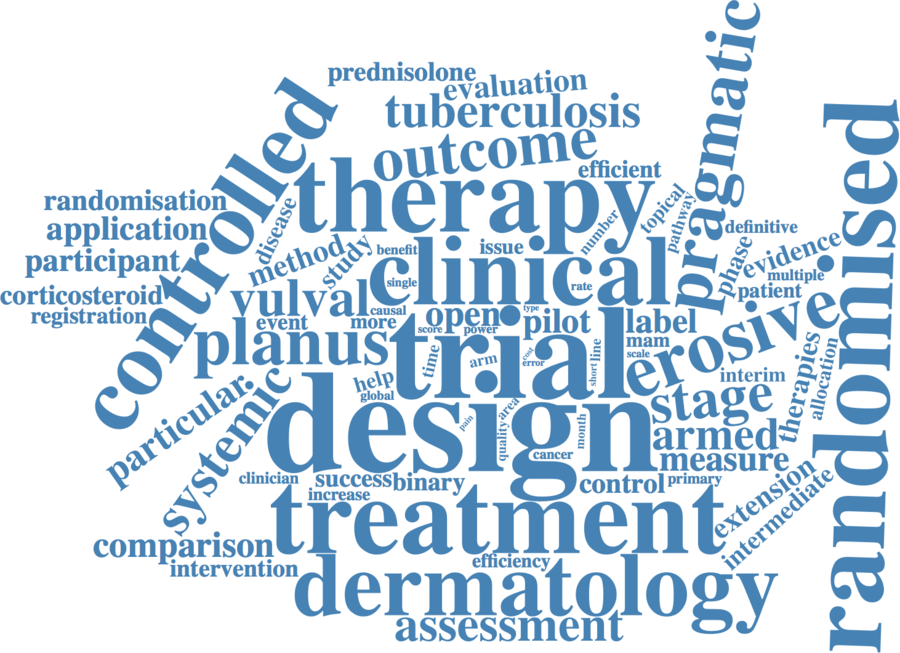 prednisolone
evaluation
tuberculosis
outcome
efficient
pragmatic
randomised
controlled
therapy
topical
pathway
number
definitive
randomisation
application
participant
corticosteroid
registration
disease
method
study
benefit
issue
single
rate
clinical
phase
evidence
multiple
patient
vulval
causal
event
more
open
score
power
type
pilot
label
mam
scale
erosive
planus
trial
time
arm
cost
error
short
line
interim
therapies
allocation
help
global
particular
systemic
design
pain
quality
area
month
cancer
stage
armed
measure
clinician
success
binary
increase
control
primary
extension
intermediate
treatment
comparison
intervention
efficiency
dermatology
assessment